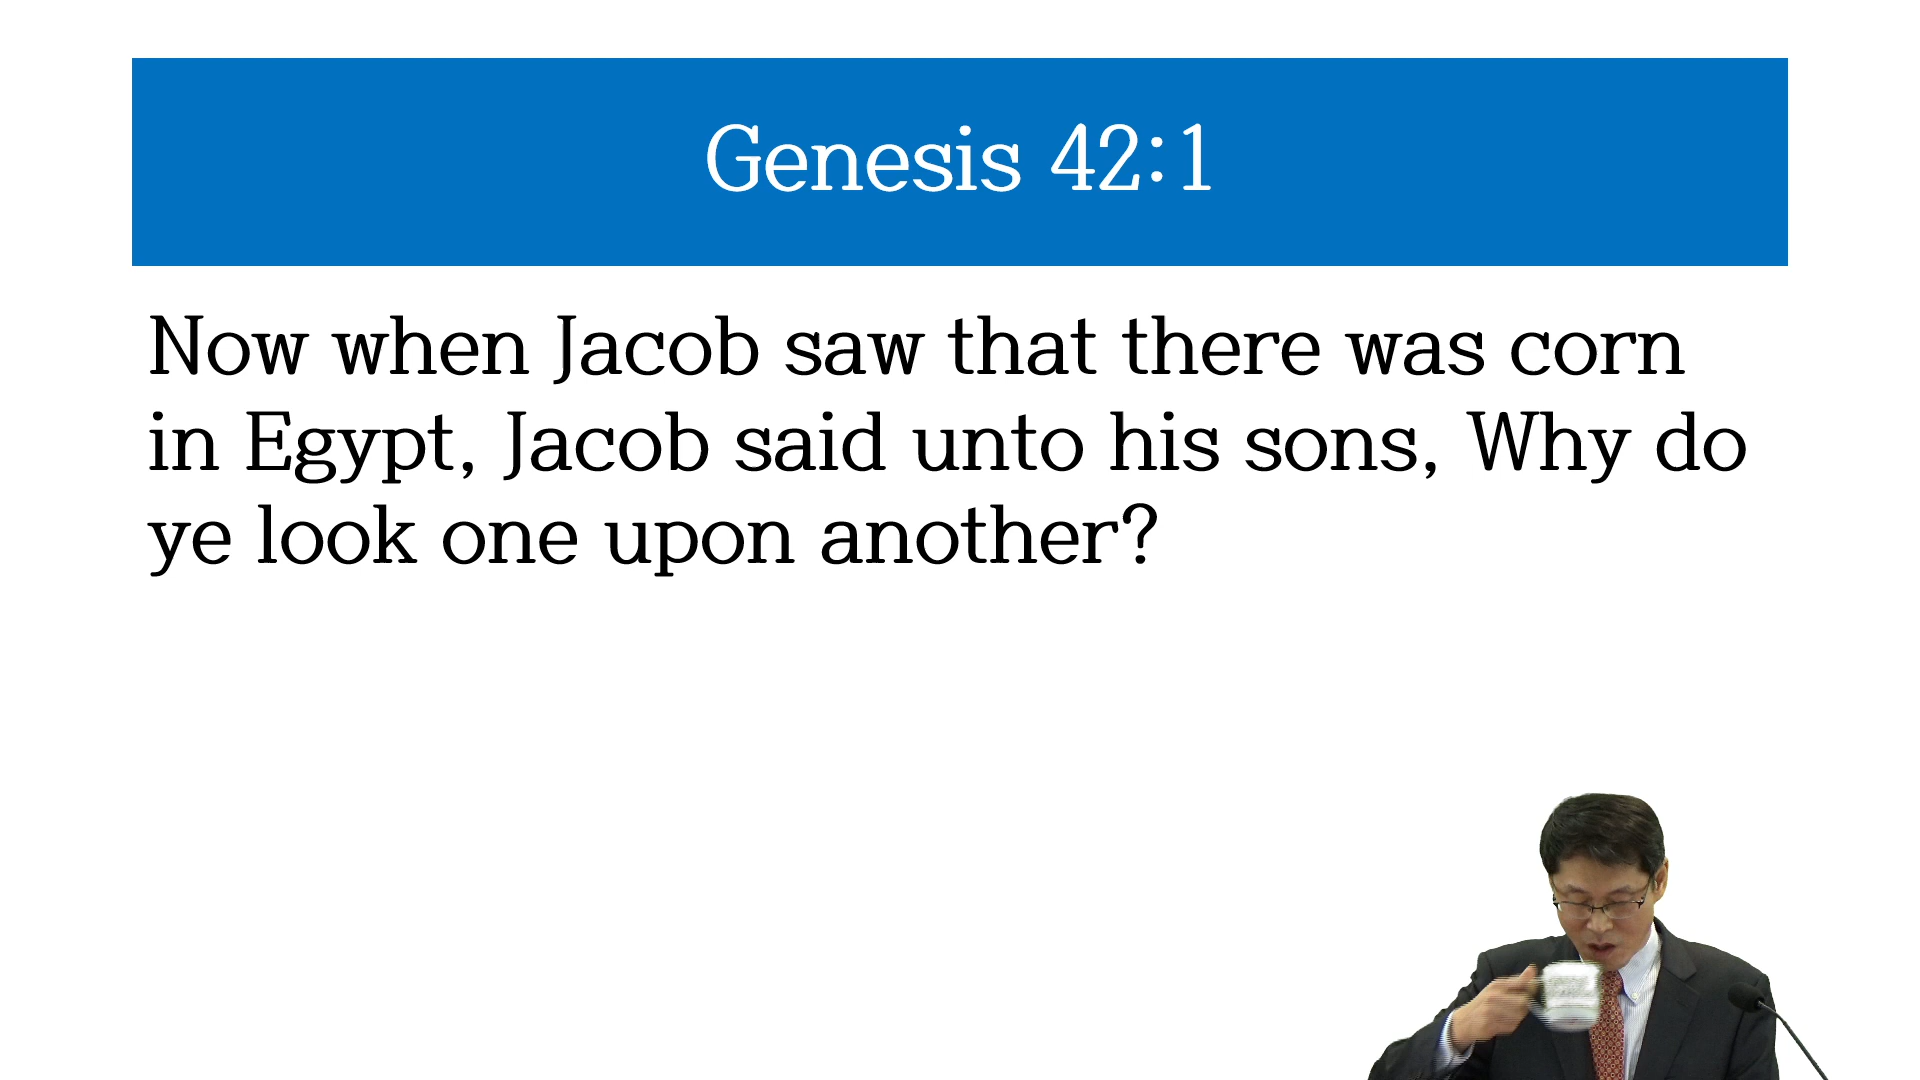 Genesis 42:1
Now when Jacob saw that there was corn
in Egypt, Jacob said unto his sons, Why do
ye look one upon another?